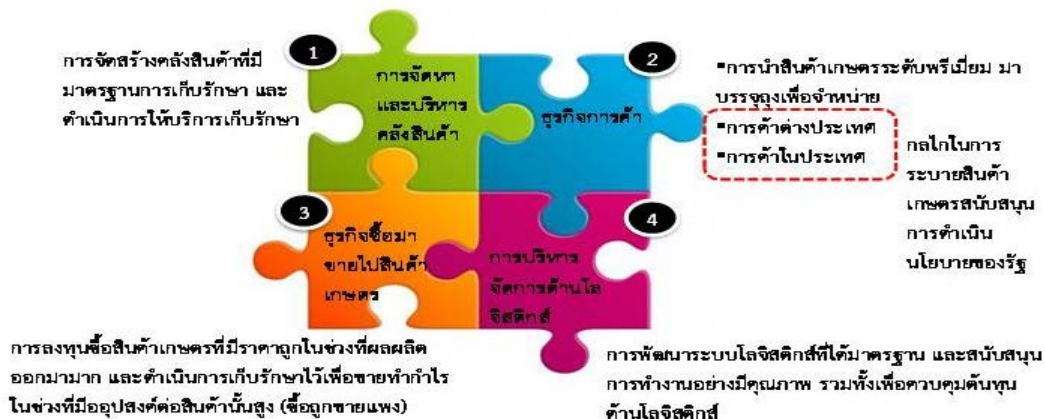 1
การจัดสร้างคลังสินค้าที่มี
มาตรฐานการเก็บรักษา และ
ดำเนินการให้บริการเก็บรักษา
การจัดหา
และบริหาร
คลังสินค้า
2
ธุรกิจการค้า
▪การนำสินค้าเกษตรระดับพรีเมี่ยม มา
บรรจุถุงเพื่อจำหน่าย
▪การค้าต่างประเทศ
▪การค้าในประเทศ
กลไกในการ
ระบายสินค้า
เกษตรสนับสนุน
การดำเนิน
นโยบายของรัฐ
3
ธุรกิจซื้อมา
ขายไปสินค้า
เกษตร
การลงทุนซื้อสินค้าเกษตรที่มีราคาถูกในช่วงที่ผลผลิต
ออกมามาก และดำเนินการเก็บรักษาไว้เพื่อขายทำกำไร
ในช่วงที่มีอุปสงค์ต่อสินค้านั้นสูง (ซื้อถูกขายแพง)
4
การบริหาร
จัดการด้านโล
จิสติกส์
การพัฒนาระบบโลจิสติกส์ที่ได้มาตรฐาน และสนับสนุน
การทำงานอย่างมีคุณภาพ รวมทั้งเพื่อควบคุมต้นทุน
ด้านโลจิสติกส์